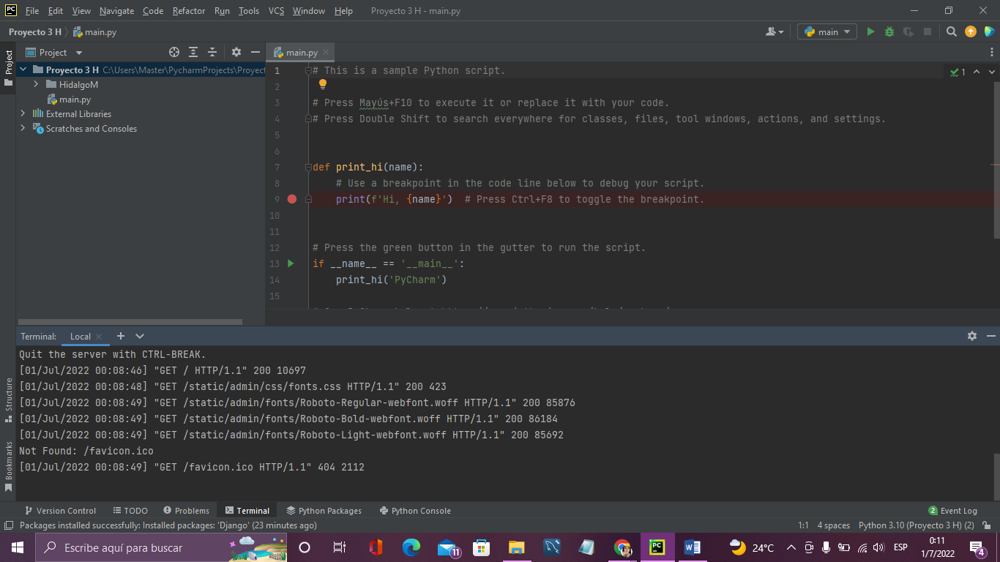 PC File Edit View Navigate Code Refactor Run Tools VCS Window Help Proyecto 3 H - main.py
Proyecto 3 H main.py main
Project main.py
Project
Proyecto 3 H C:\Users\Master\PycharmProjects\Proyect
HidalgoM
main.py
External Libraries
Scratches and Consoles
1 # This is a sample Python script. 1
2
3 # Press Mayús+F10 to execute it or replace it with your code.
4 # Press Double Shift to search everywhere for classes, files, tool windows, actions, and settings.
5
6
7 def print_hi(name):
8 # Use a breakpoint in the code line below to debug your script.
9 print(f'Hi, {name}') # Press Ctrl+F8 to toggle the breakpoint.
10
11
12 # Press the green button in the gutter to run the script.
13 if __name__ == '__main__':
14 print_hi('PyCharm')
15
Terminal: Local
Quit the server with CTRL-BREAK.
[01/Jul/2022 00:08:46] "GET / HTTP/1.1" 200 10697
[01/Jul/2022 00:08:48] "GET /static/admin/css/fonts.css HTTP/1.1" 200 423
[01/Jul/2022 00:08:49] "GET /static/admin/fonts/Roboto-Regular-webfont.woff HTTP/1.1" 200 85876
[01/Jul/2022 00:08:49] "GET /static/admin/fonts/Roboto-Bold-webfont.woff HTTP/1.1" 200 86184
[01/Jul/2022 00:08:49] "GET /static/admin/fonts/Roboto-Light-webfont.woff HTTP/1.1" 200 85692
Not Found: /favicon.ico
[01/Jul/2022 00:08:49] "GET /favicon.ico HTTP/1.1" 404 2112
Structure
Bookmarks
Version Control TODO Problems Terminal Python Packages Python Console 2 Event Log
Packages installed successfully: Installed packages: 'Django' (23 minutes ago) 1:1 4 spaces Python 3.10 (Proyecto 3 H) (2)
Escribe aquí para buscar 11 PC W 24°C ESP 0:11
1/7/2022 4